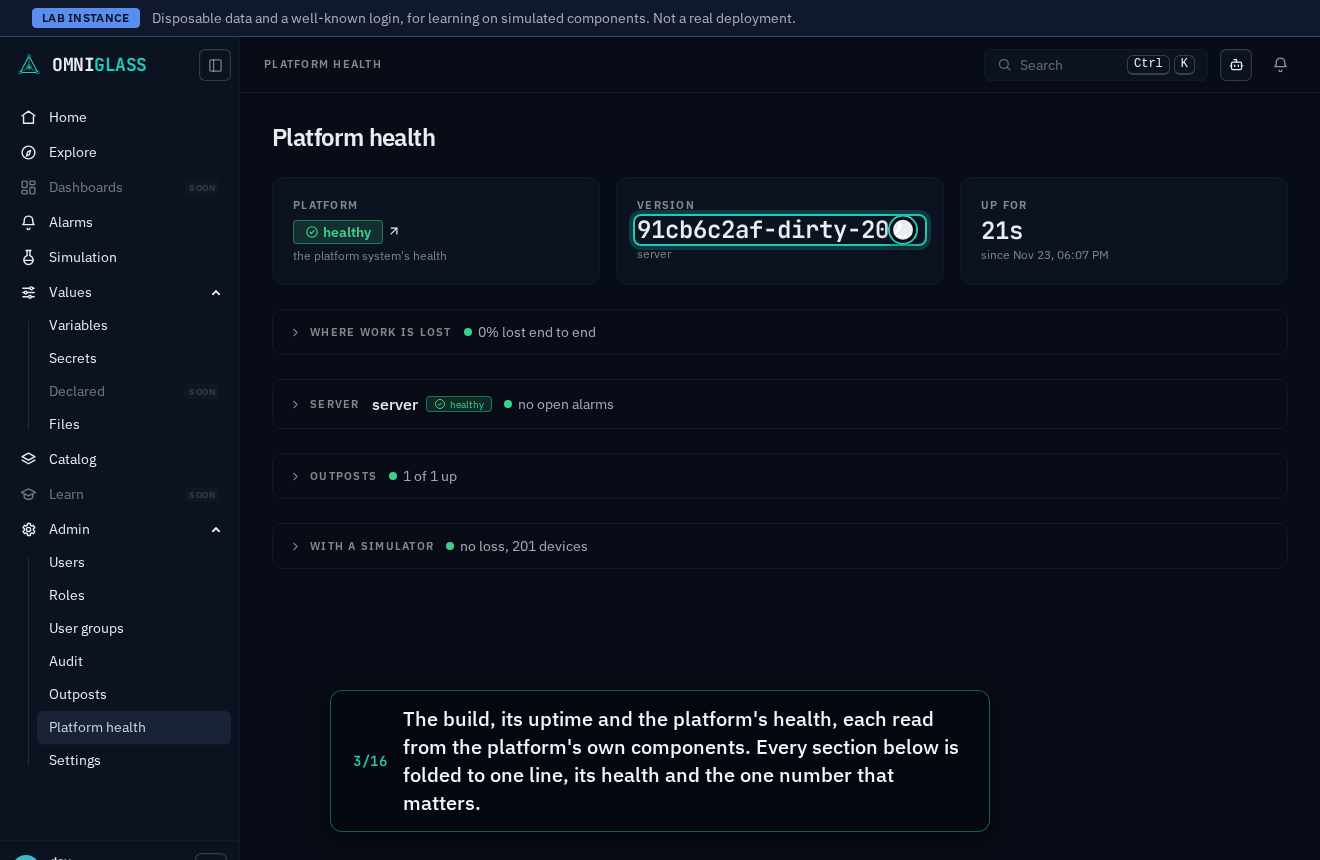 LAB INSTANCE Disposable data and a well-known login, for learning on simulated components. Not a real deployment.
OMNIGLASS
PLATFORM HEALTH
Search Ctrl K
Home
Explore
Dashboards SOON
Alarms
Simulation
Values
Variables
Secrets
Declared SOON
Files
Catalog
Learn SOON
Admin
Users
Roles
User groups
Audit
Outposts
Platform health
Settings
Platform health
PLATFORM
healthy
the platform system's health
VERSION
91cb6c2af-dirty-20
server
UP FOR
21s
since Nov 23, 06:07 PM
WHERE WORK IS LOST 0% lost end to end
SERVER server healthy no open alarms
OUTPOSTS 1 of 1 up
WITH A SIMULATOR no loss, 201 devices
3/16
The build, its uptime and the platform's health, each read
from the platform's own components. Every section below is
folded to one line, its health and the one number that
matters.